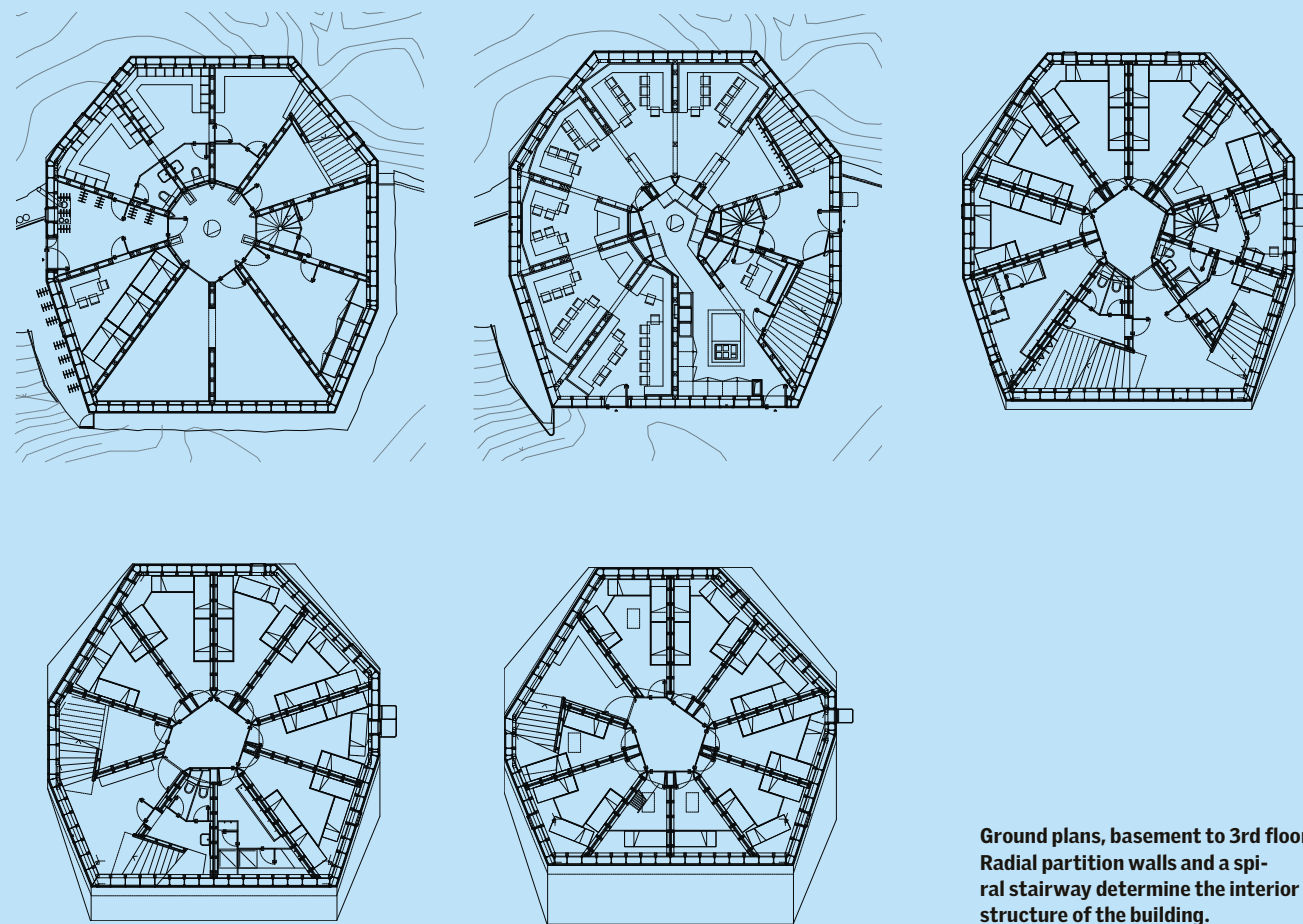 Ground plans, basement to 3rd floor
Radial partition walls and a spi-
ral stairway determine the interior
structure of the building.